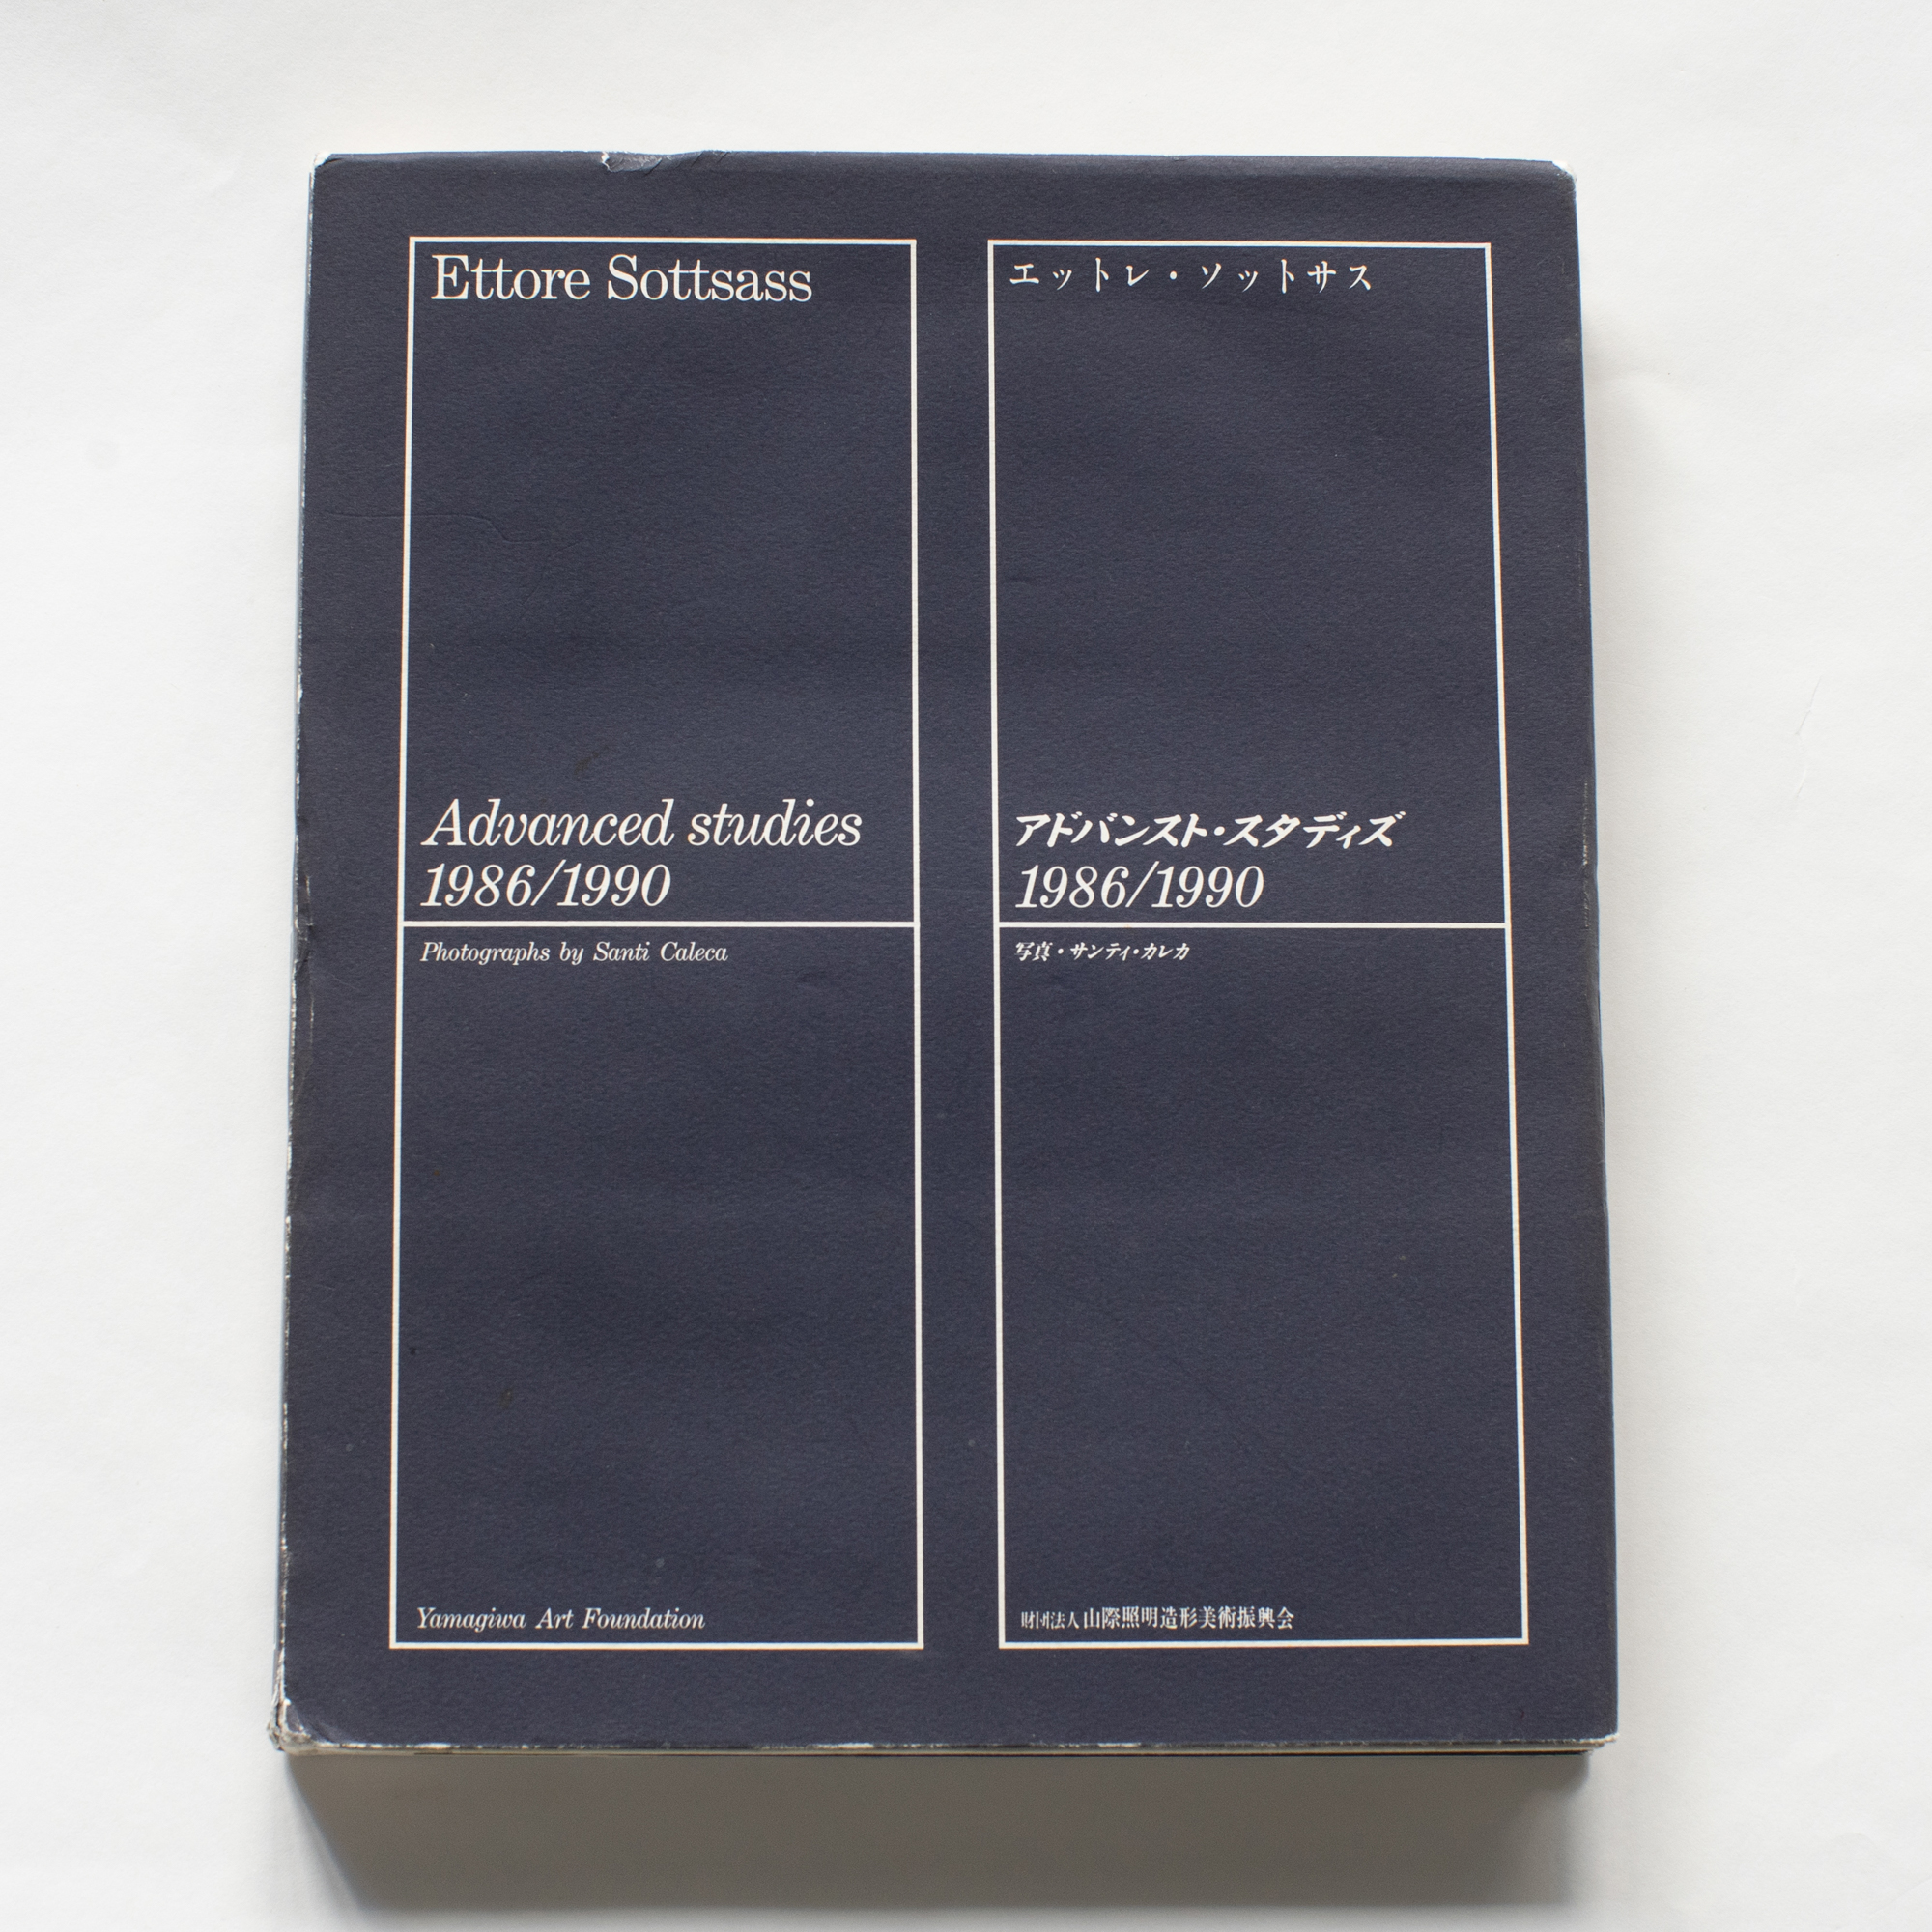 Ettore Sottsass
Advanced studies
1986/1990
Photographs by Santi Caleca
Yamagiwa Art Foundation
エットレ・ソットサス
アドバンスト・スタディズ
1986/1990
写真・サンティ・カレカ
財団法人山際照明造形美術振興会